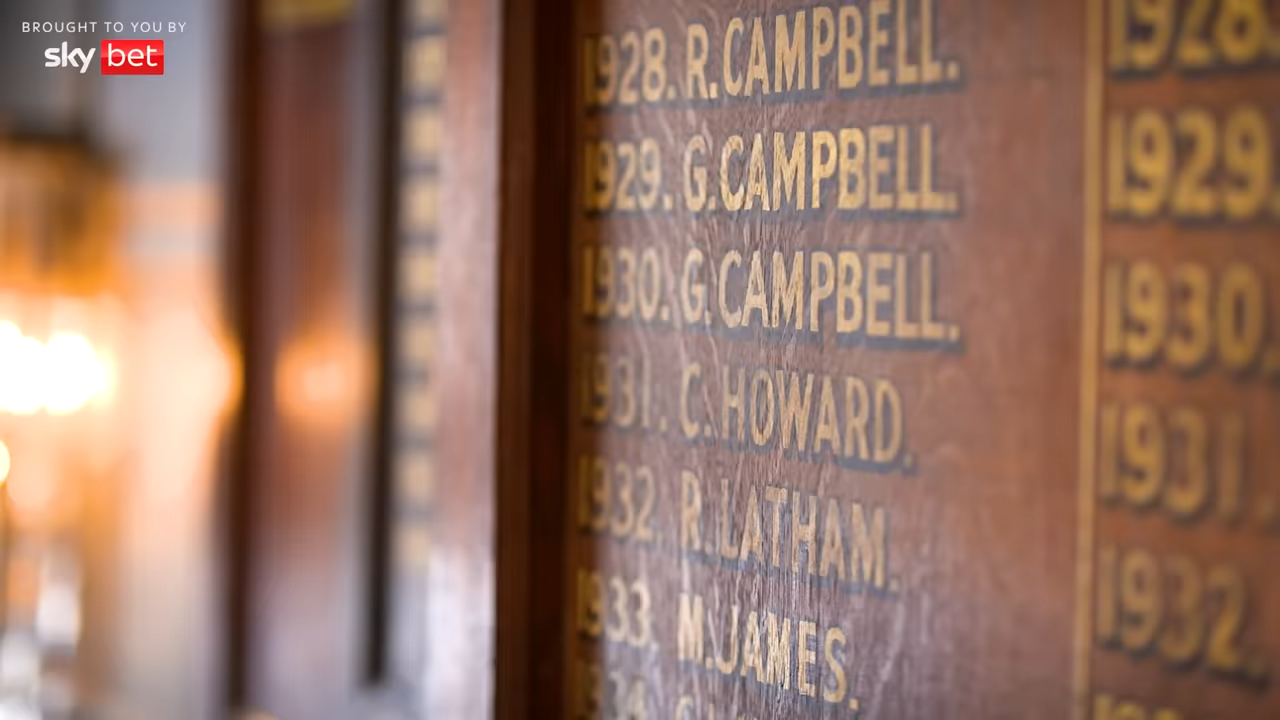 BROUGHT TO YOU BY
sky bet
1928. R. CAMPBELL.
1929. G. CAMPBELL.
1930. G. CAMPBELL.
1931. C. HOWARD.
1932. R. LATHAM.
1933. M. JAMES.
1928.
1929.
1930.
1931.
1932.